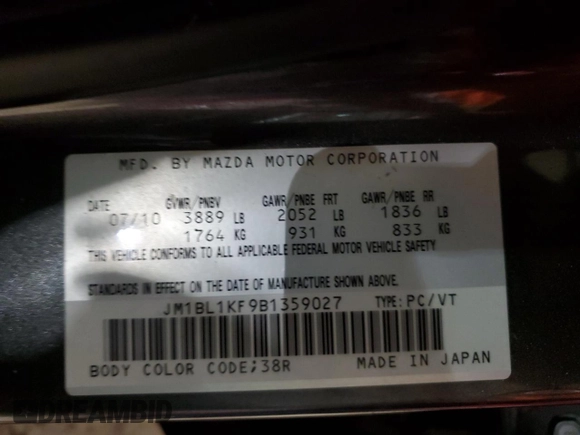 MFD. BY MAZDA MOTOR CORPORATION
DATE GVWR/PNBV GAWR/PNBE FRT GAWR/PNBE RR
07/10 3889 LB 2052 LB 1836 LB
1764 KG 931 KG 833 KG
THIS VEHICLE CONFORMS TO ALL APPLICABLE FEDERAL MOTOR VEHICLE SAFETY
STANDARDS IN EFFECT ON THE DATE OF MANUFACTURE SHOWN ABOVE.
JM1BL1KF9B1359027 TYPE:PC/VT
BODY COLOR CODE;38R MADE IN JAPAN
DREAMBID